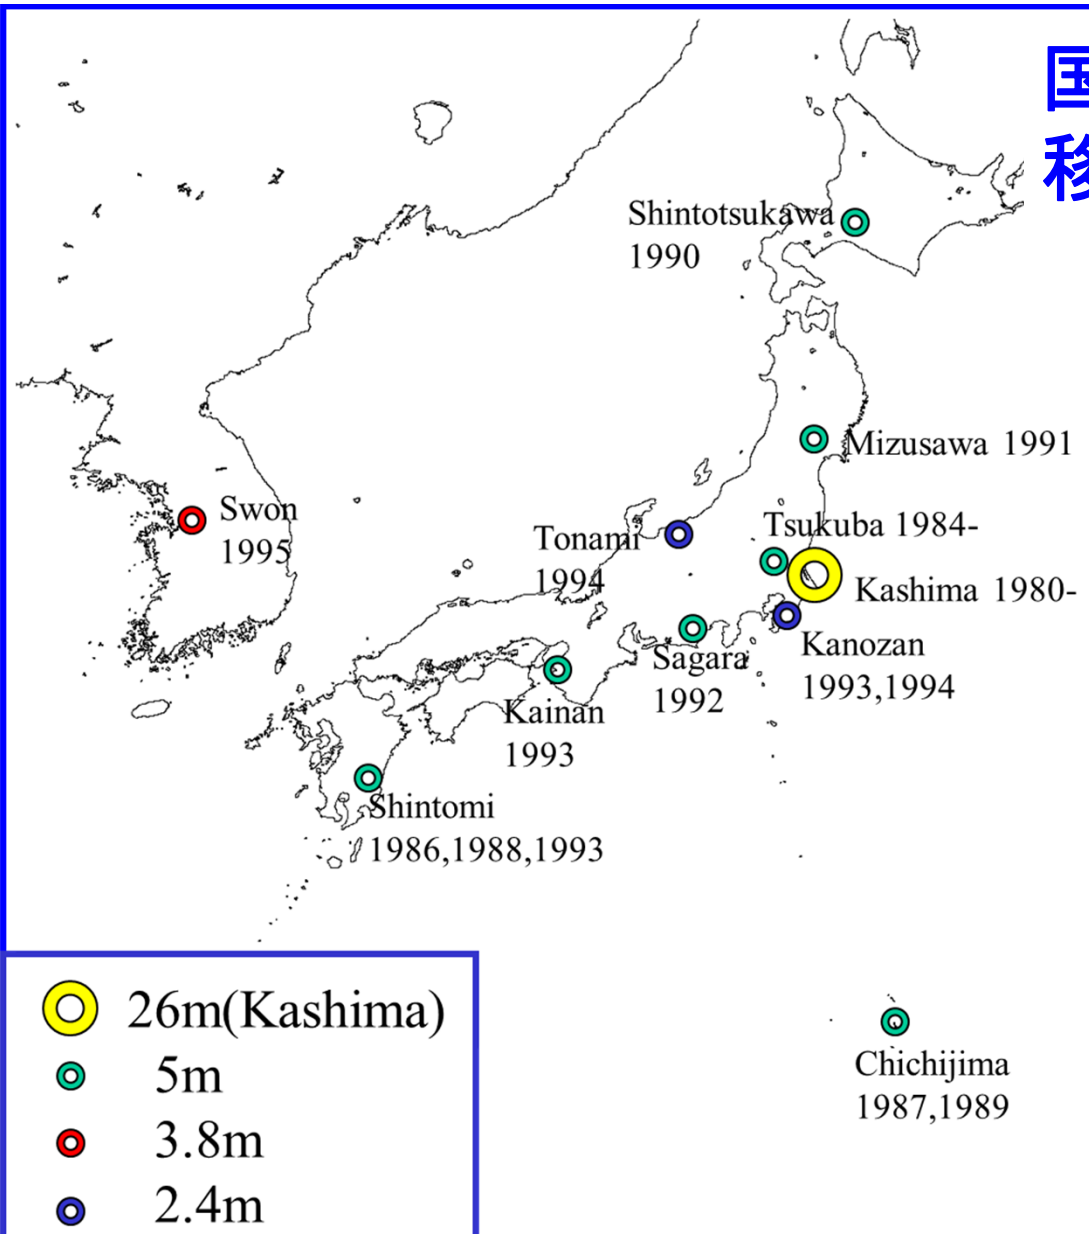 国
移
Shintotsukawa
1990
Mizusawa 1991
Swon
1995
Tsukuba 1984-
Tonami
1994
Kashima 1980-
Kanozan
1993,1994
Sagara
1992
Kainan
1993
Shintomi
1986,1988,1993
Chichijima
1987,1989
26m(Kashima)
5m
3.8m
2.4m